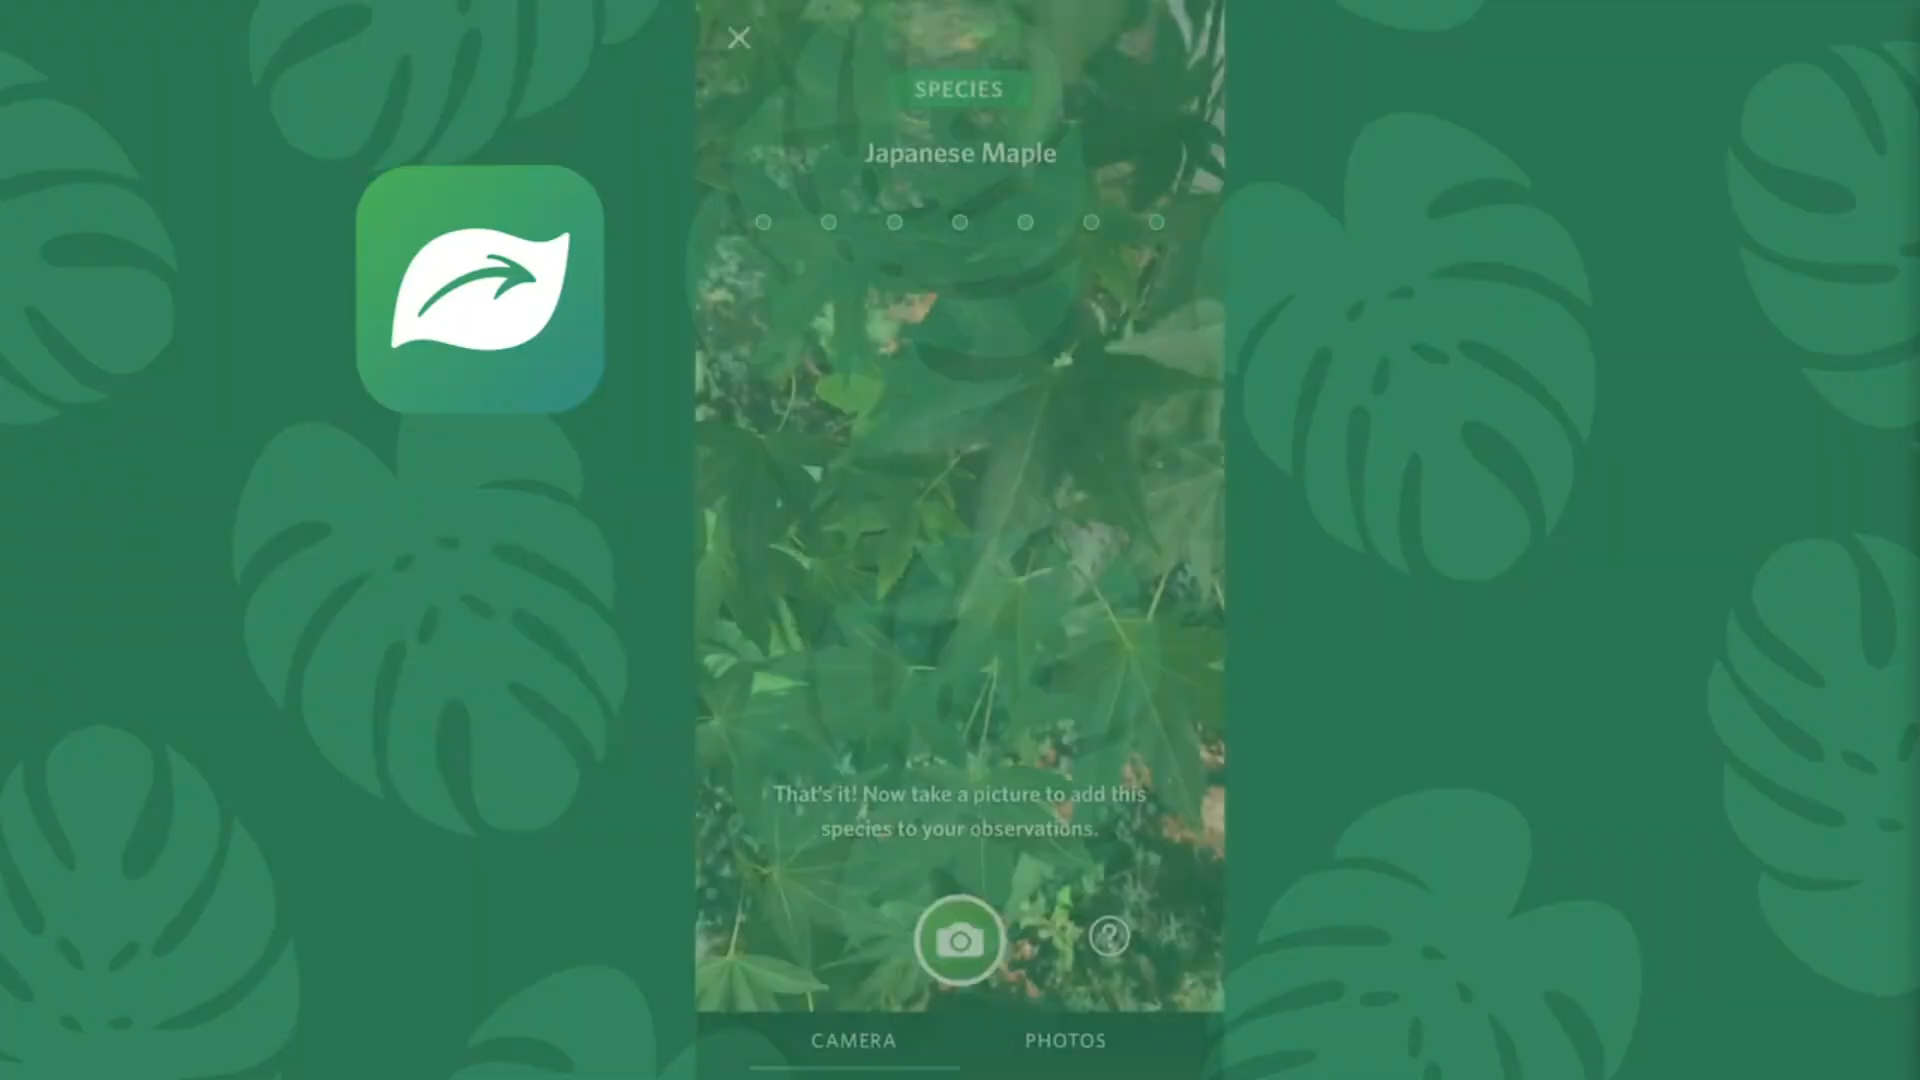 SPECIES
Japanese Maple
That's it! Now take a picture to add this
species to your observations.
?
CAMERA
PHOTOS